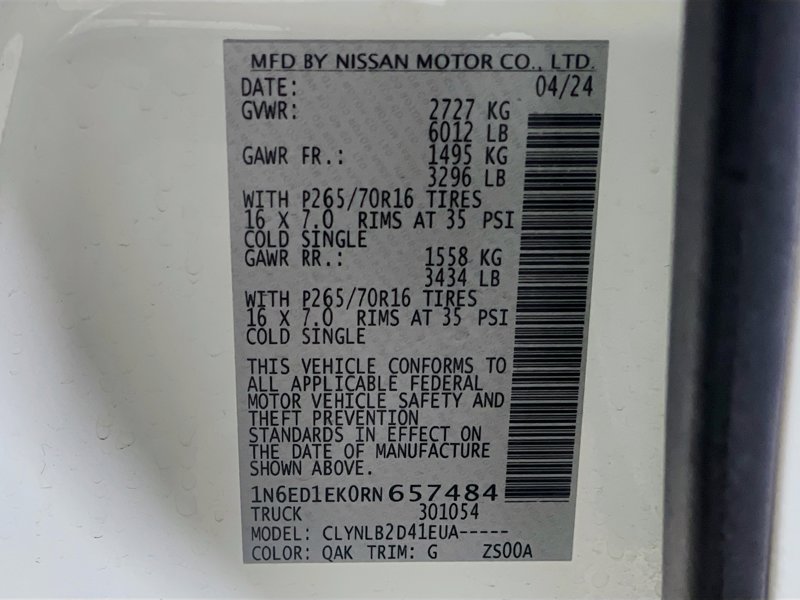 MFD BY NISSAN MOTOR CO., LTD.
DATE: 04/24
GVWR: 2727 KG
6012 LB
GAWR FR.: 1495 KG
3296 LB
WITH P265/70R16 TIRES
16 X 7.0 RIMS AT 35 PSI
COLD SINGLE
GAWR RR.: 1558 KG
3434 LB
WITH P265/70R16 TIRES
16 X 7.0 RIMS AT 35 PSI
COLD SINGLE
THIS VEHICLE CONFORMS TO
ALL APPLICABLE FEDERAL
MOTOR VEHICLE SAFETY AND
THEFT PREVENTION
STANDARDS IN EFFECT ON
THE DATE OF MANUFACTURE
SHOWN ABOVE.
1N6ED1EK0RN657484
TRUCK 301054
MODEL: CLYNLB2D41EUA-----
COLOR: QAK TRIM: G ZS00A